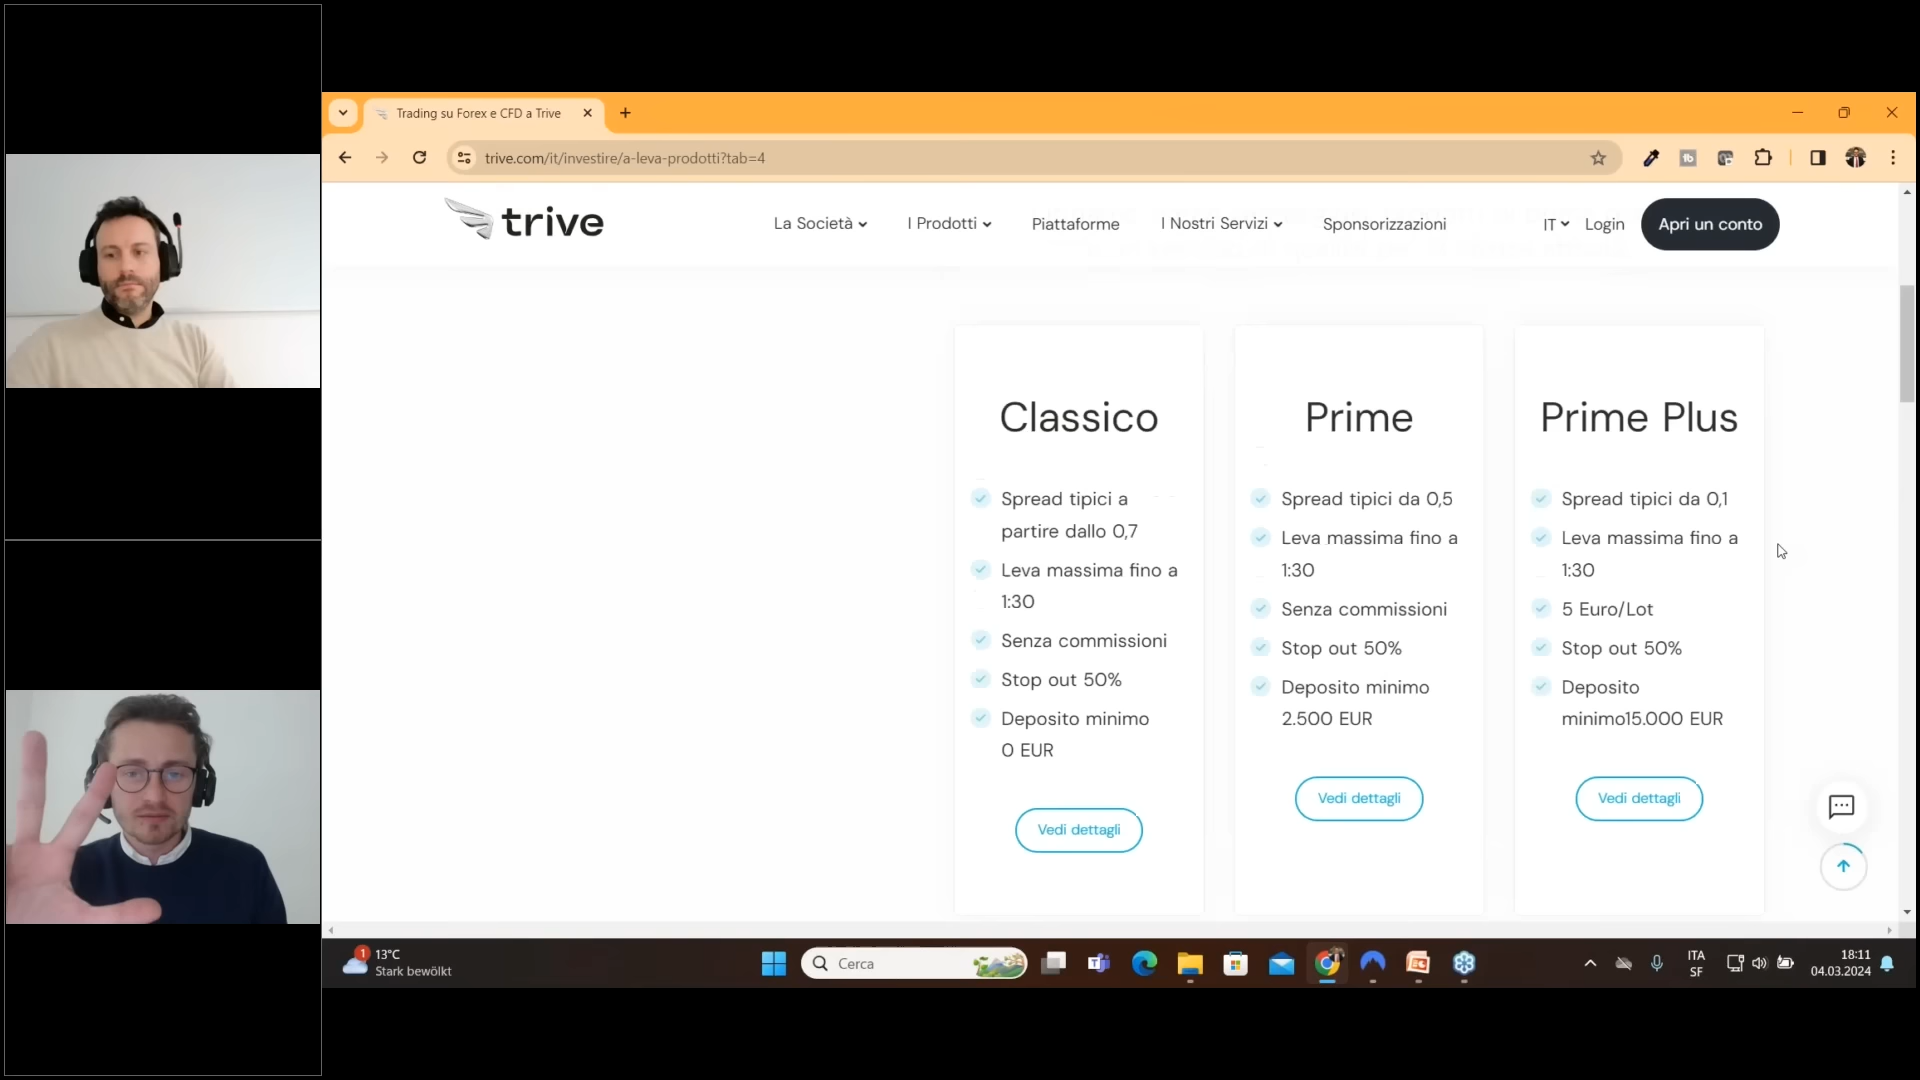 Trading su Forex e CFD a Trive
trive.com/it/investire/a-leva-prodotti?tab=4
trive
La Società
I Prodotti
Piattaforme
I Nostri Servizi
Sponsorizzazioni
IT
Login
Apri un conto
Classico
Spread tipici a
partire dallo 0,7
Leva massima fino a
1:30
Senza commissioni
Stop out 50%
Deposito minimo
0 EUR
Vedi dettagli
Prime
Spread tipici da 0,5
Leva massima fino a
1:30
Senza commissioni
Stop out 50%
Deposito minimo
2.500 EUR
Vedi dettagli
Prime Plus
Spread tipici da 0,1
Leva massima fino a
1:30
5 Euro/Lot
Stop out 50%
Deposito
minimo15.000 EUR
Vedi dettagli
1
13°C
Stark bewölkt
Cerca
ITA
SF
18:11
04.03.2024